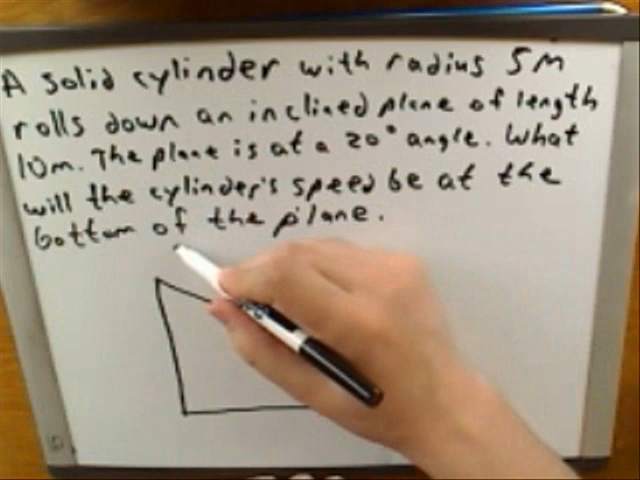 A solid cylinder with radius 5m
rolls down an inclined plane of length
10m. The plane is at a 20° angle. What
will the cylinder's speed be at the
bottom of the plane.